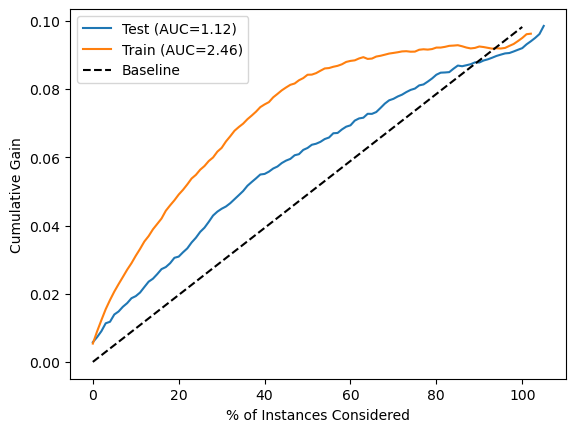 Test (AUC=1.12)
Train (AUC=2.46)
Baseline
Cumulative Gain
0.10
0.08
0.06
0.04
0.02
0.00
0
20
40
60
80
100
% of Instances Considered